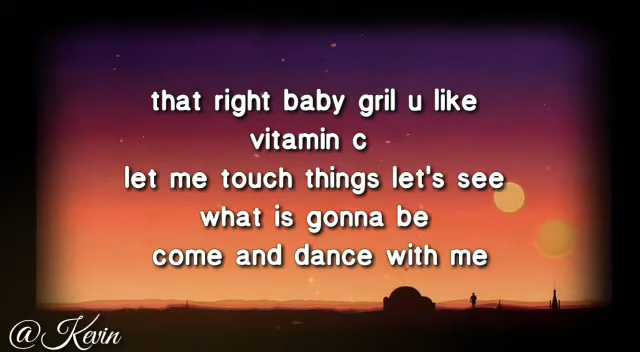 that right baby gril u like
vitamin c
let me touch things let's see
what is gonna be
come and dance with me
@Kevin